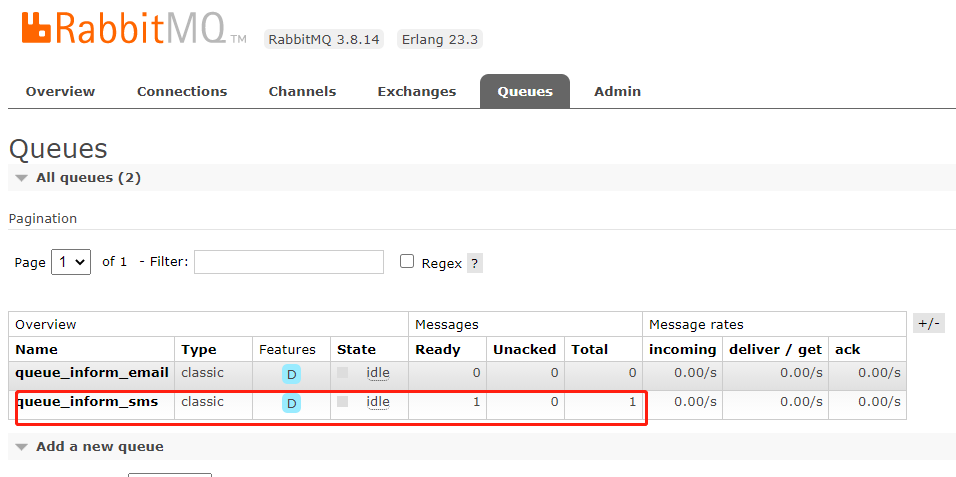 RabbitMQ TM RabbitMQ 3.8.14 Erlang 23.3
Overview Connections Channels Exchanges Queues Admin
Queues
All queues (2)
Pagination
Page 1 of 1 - Filter: Regex ?
Overview Messages Message rates +/-
Name Type Features State Ready Unacked Total incoming deliver / get ack
queue_inform_email classic D idle 0 0 0 0.00/s 0.00/s 0.00/s
queue_inform_sms classic D idle 1 0 1 0.00/s 0.00/s 0.00/s
Add a new queue